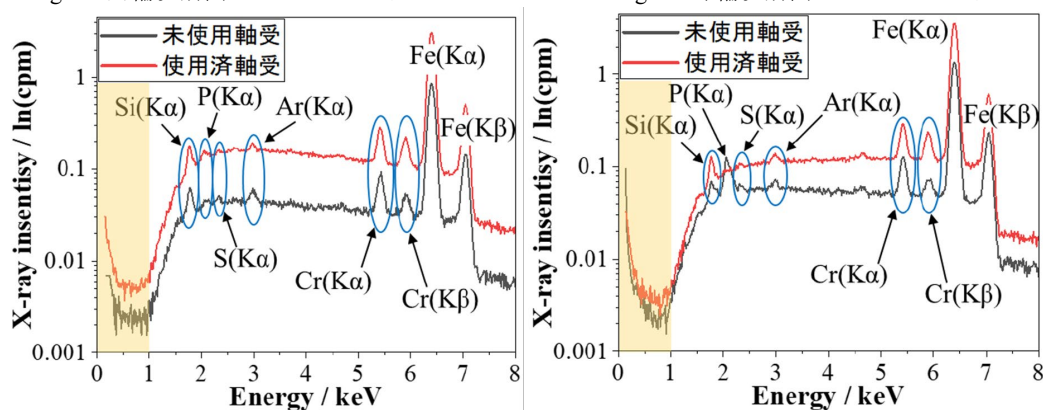 未使用軸受
使用済軸受
Fe(Kα)
P(Kα)
Si(Kα)
Ar(Kα)
Fe(Kβ)
S(Kα)
Cr(Kα)
Cr(Kβ)
1
0.1
0.01
0.001
X-ray insentisy / ln(cpm)
0 1 2 3 4 5 6 7 8
Energy / keV
未使用軸受
使用済軸受
Fe(Kα)
P(Kα)
S(Kα)
Ar(Kα)
Si(Kα)
Fe(Kβ)
Cr(Kα)
Cr(Kβ)
1
0.1
0.01
0.001
X-ray insentisy / ln(cpm)
0 1 2 3 4 5 6 7 8
Energy / keV